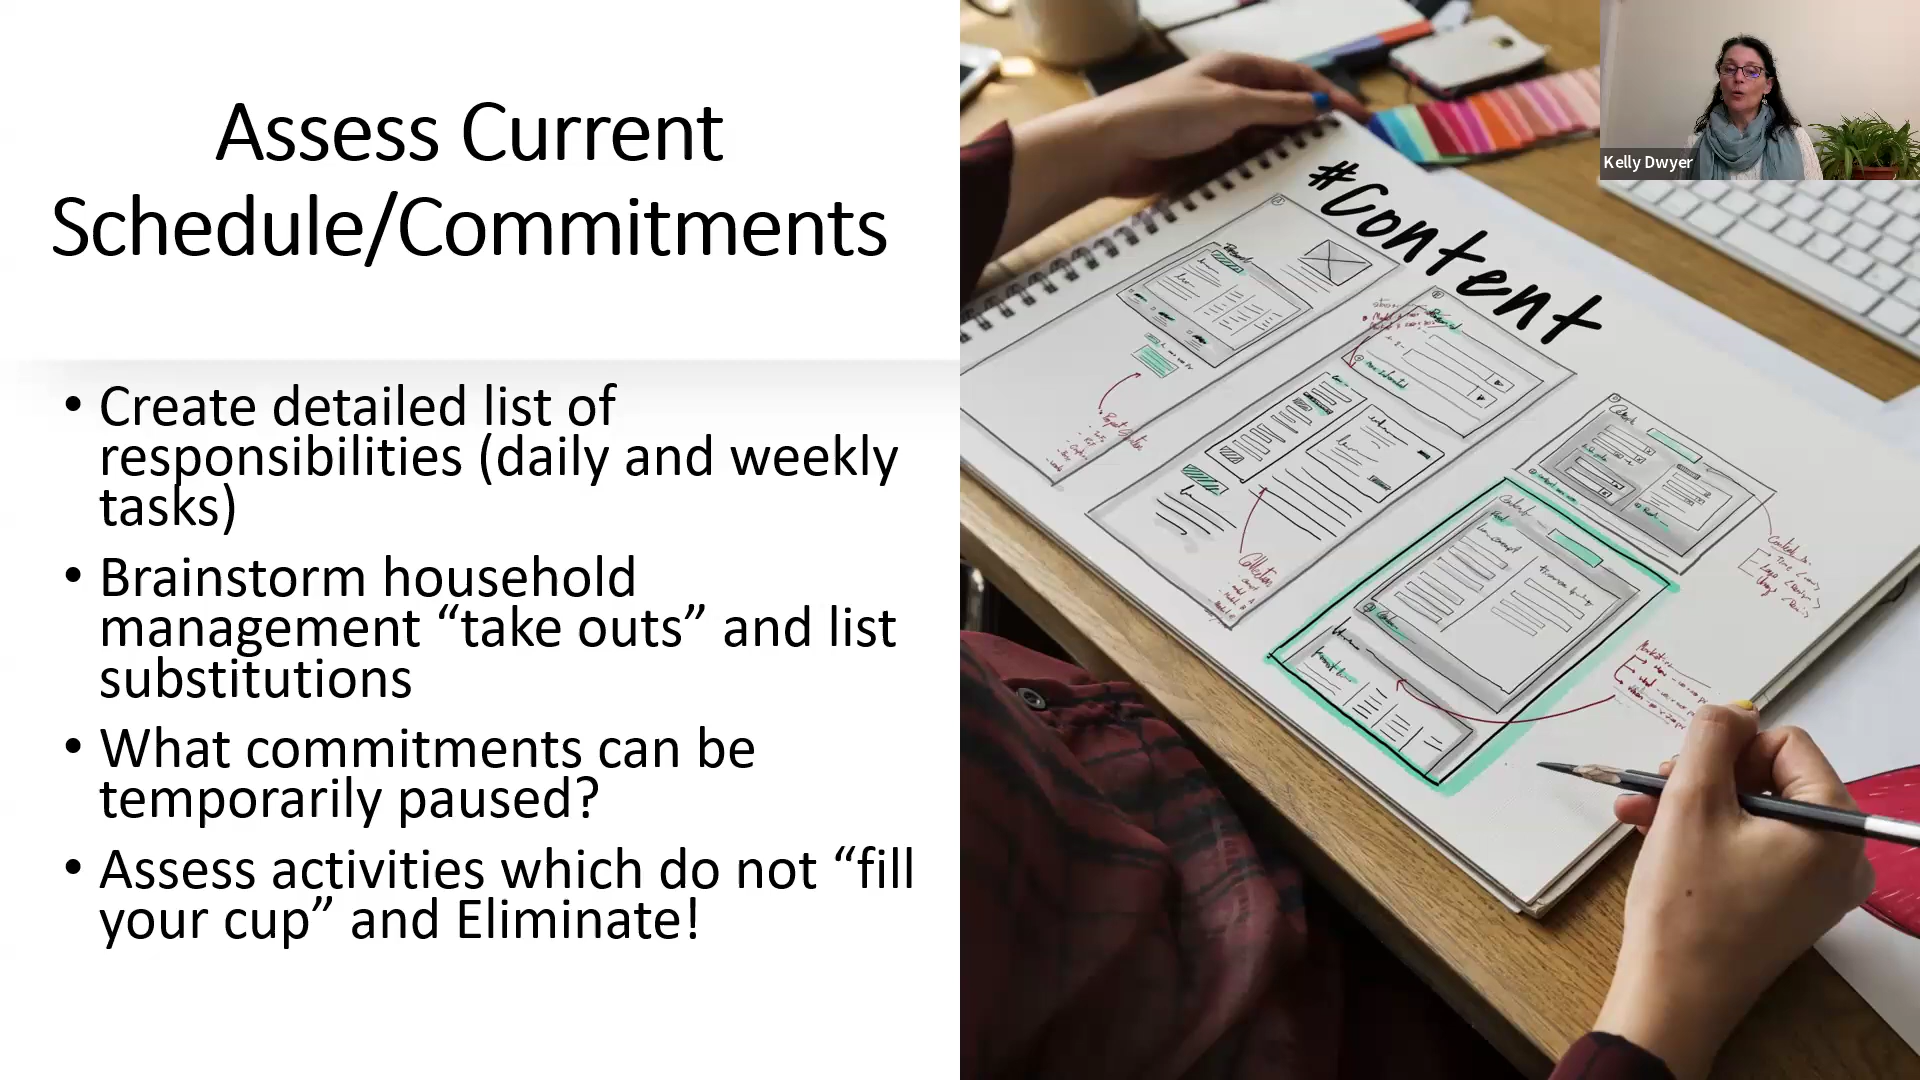 Assess Current
Schedule/Commitments
• Create detailed list of
responsibilities (daily and weekly
tasks)
• Brainstorm household
management “take outs” and list
substitutions
• What commitments can be
temporarily paused?
• Assess activities which do not “fill
your cup” and Eliminate!
#Content
Kelly Dwyer